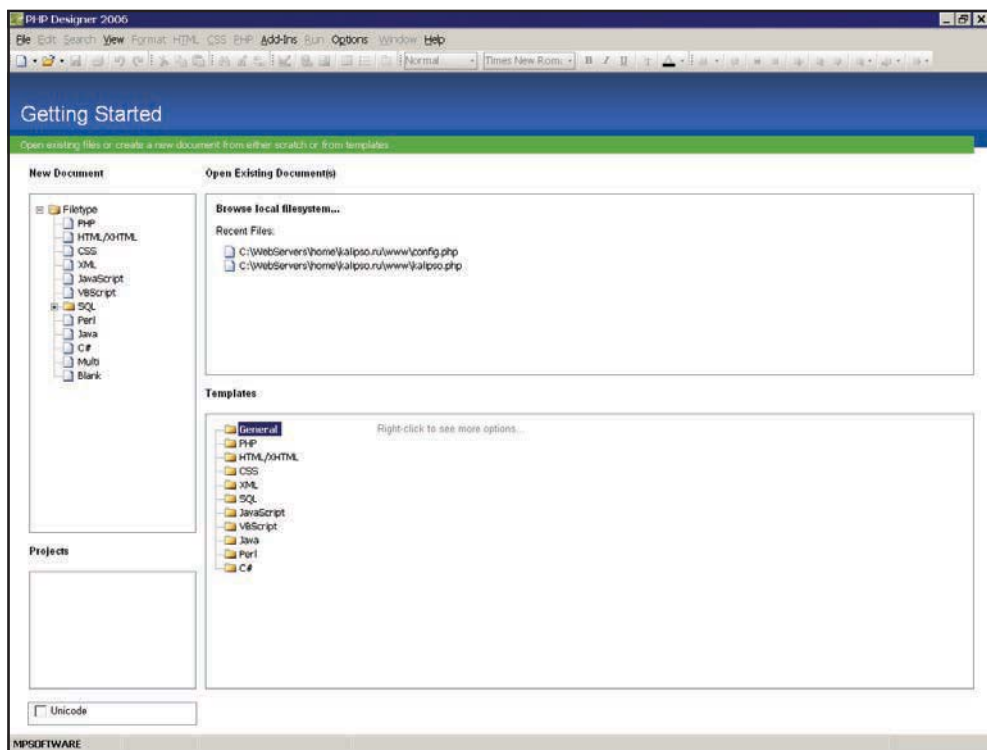 PHP Designer 2006
File Edit Search View Format HTML CSS PHP Add-Ins Run Options Window Help
Normal Times New Rom.
Getting Started
Open existing files or create a new document from either scratch or from templates
New Document
Filetype
PHP
HTML/XHTML
CSS
XML
JavaScript
VBScript
SQL
Perl
Java
C#
Multi
Blank
Projects
Unicode
Open Existing Document(s)
Browse local filesystem...
Recent Files:
C:\WebServers\home\kalipso.ru\www\config.php
C:\WebServers\home\kalipso.ru\www\kalipso.php
Templates
General
PHP
HTML/XHTML
CSS
XML
SQL
JavaScript
VBScript
Java
Perl
C#
Right-click to see more options...
MPSOFTWARE